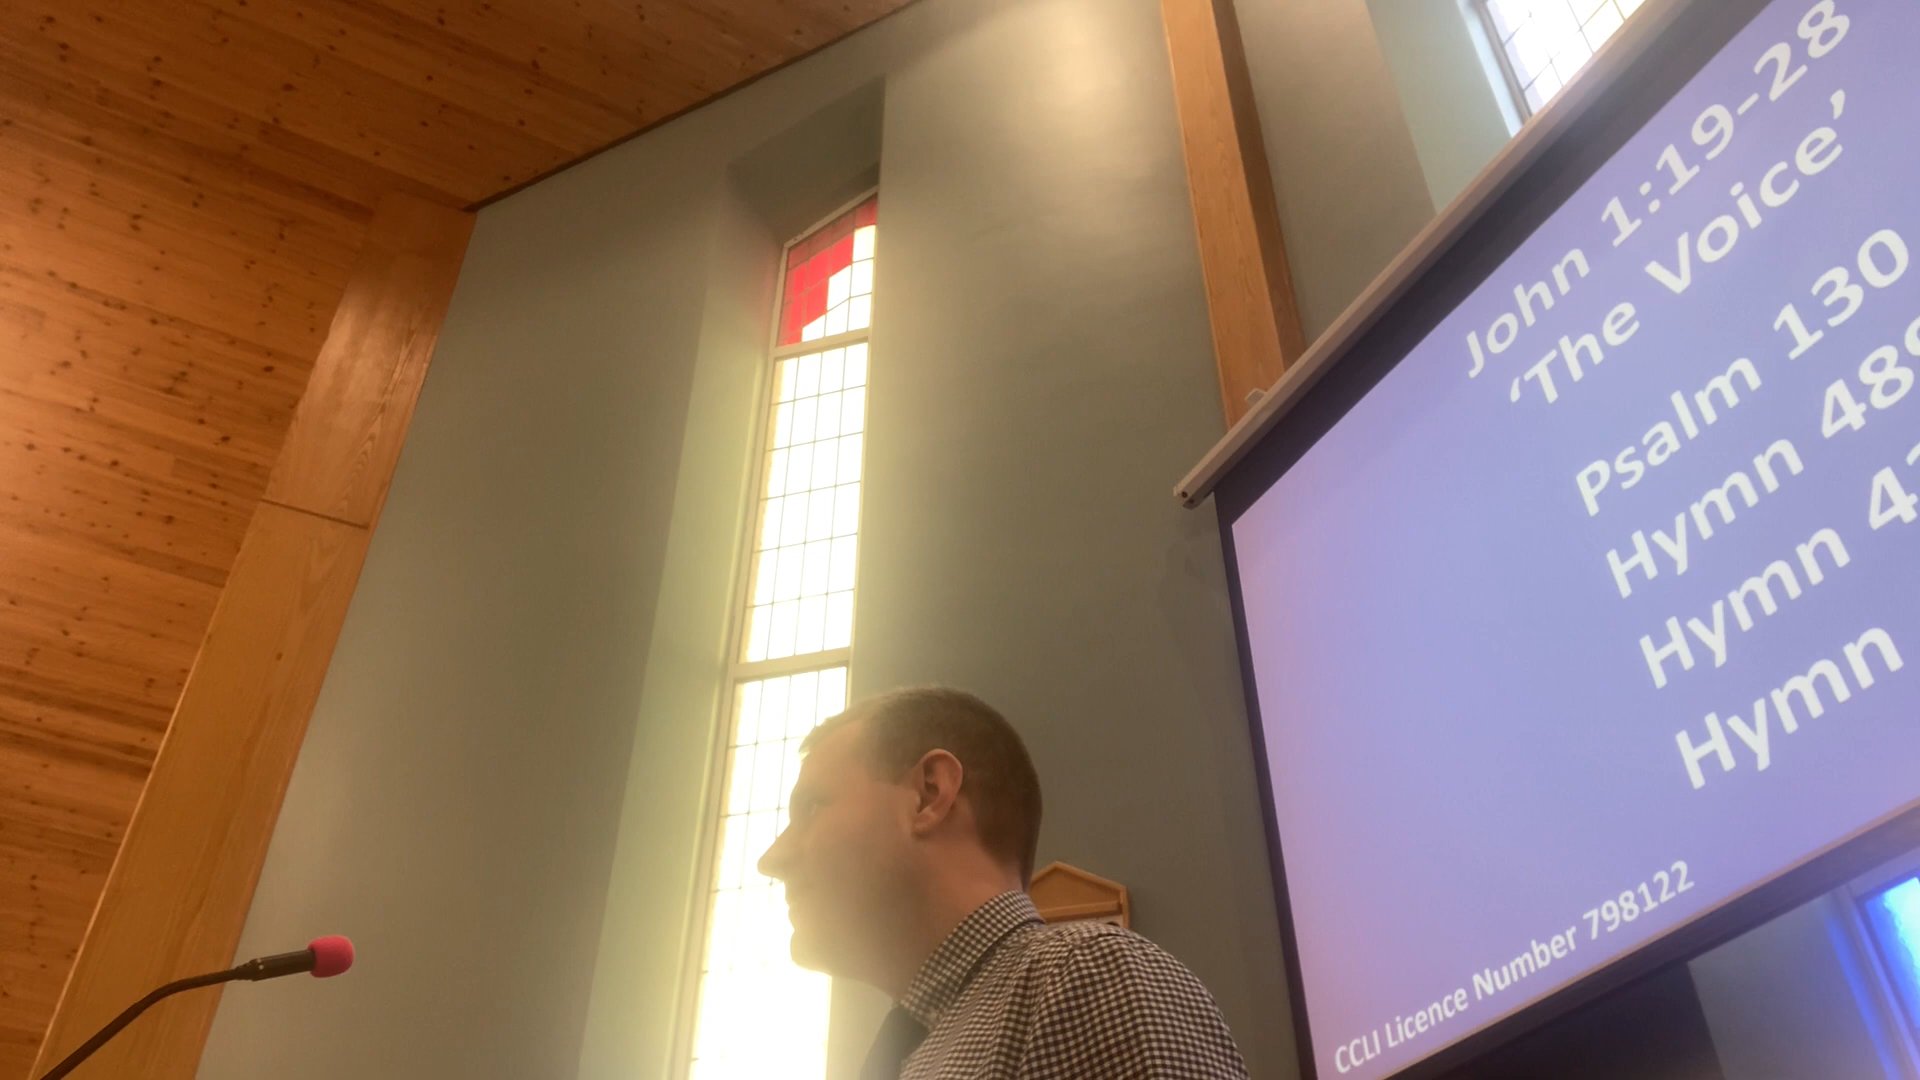 John 1:19-28
‘The Voice’
Psalm 130
Hymn
Hymn
Hymn
CCLI Licence Number 798122